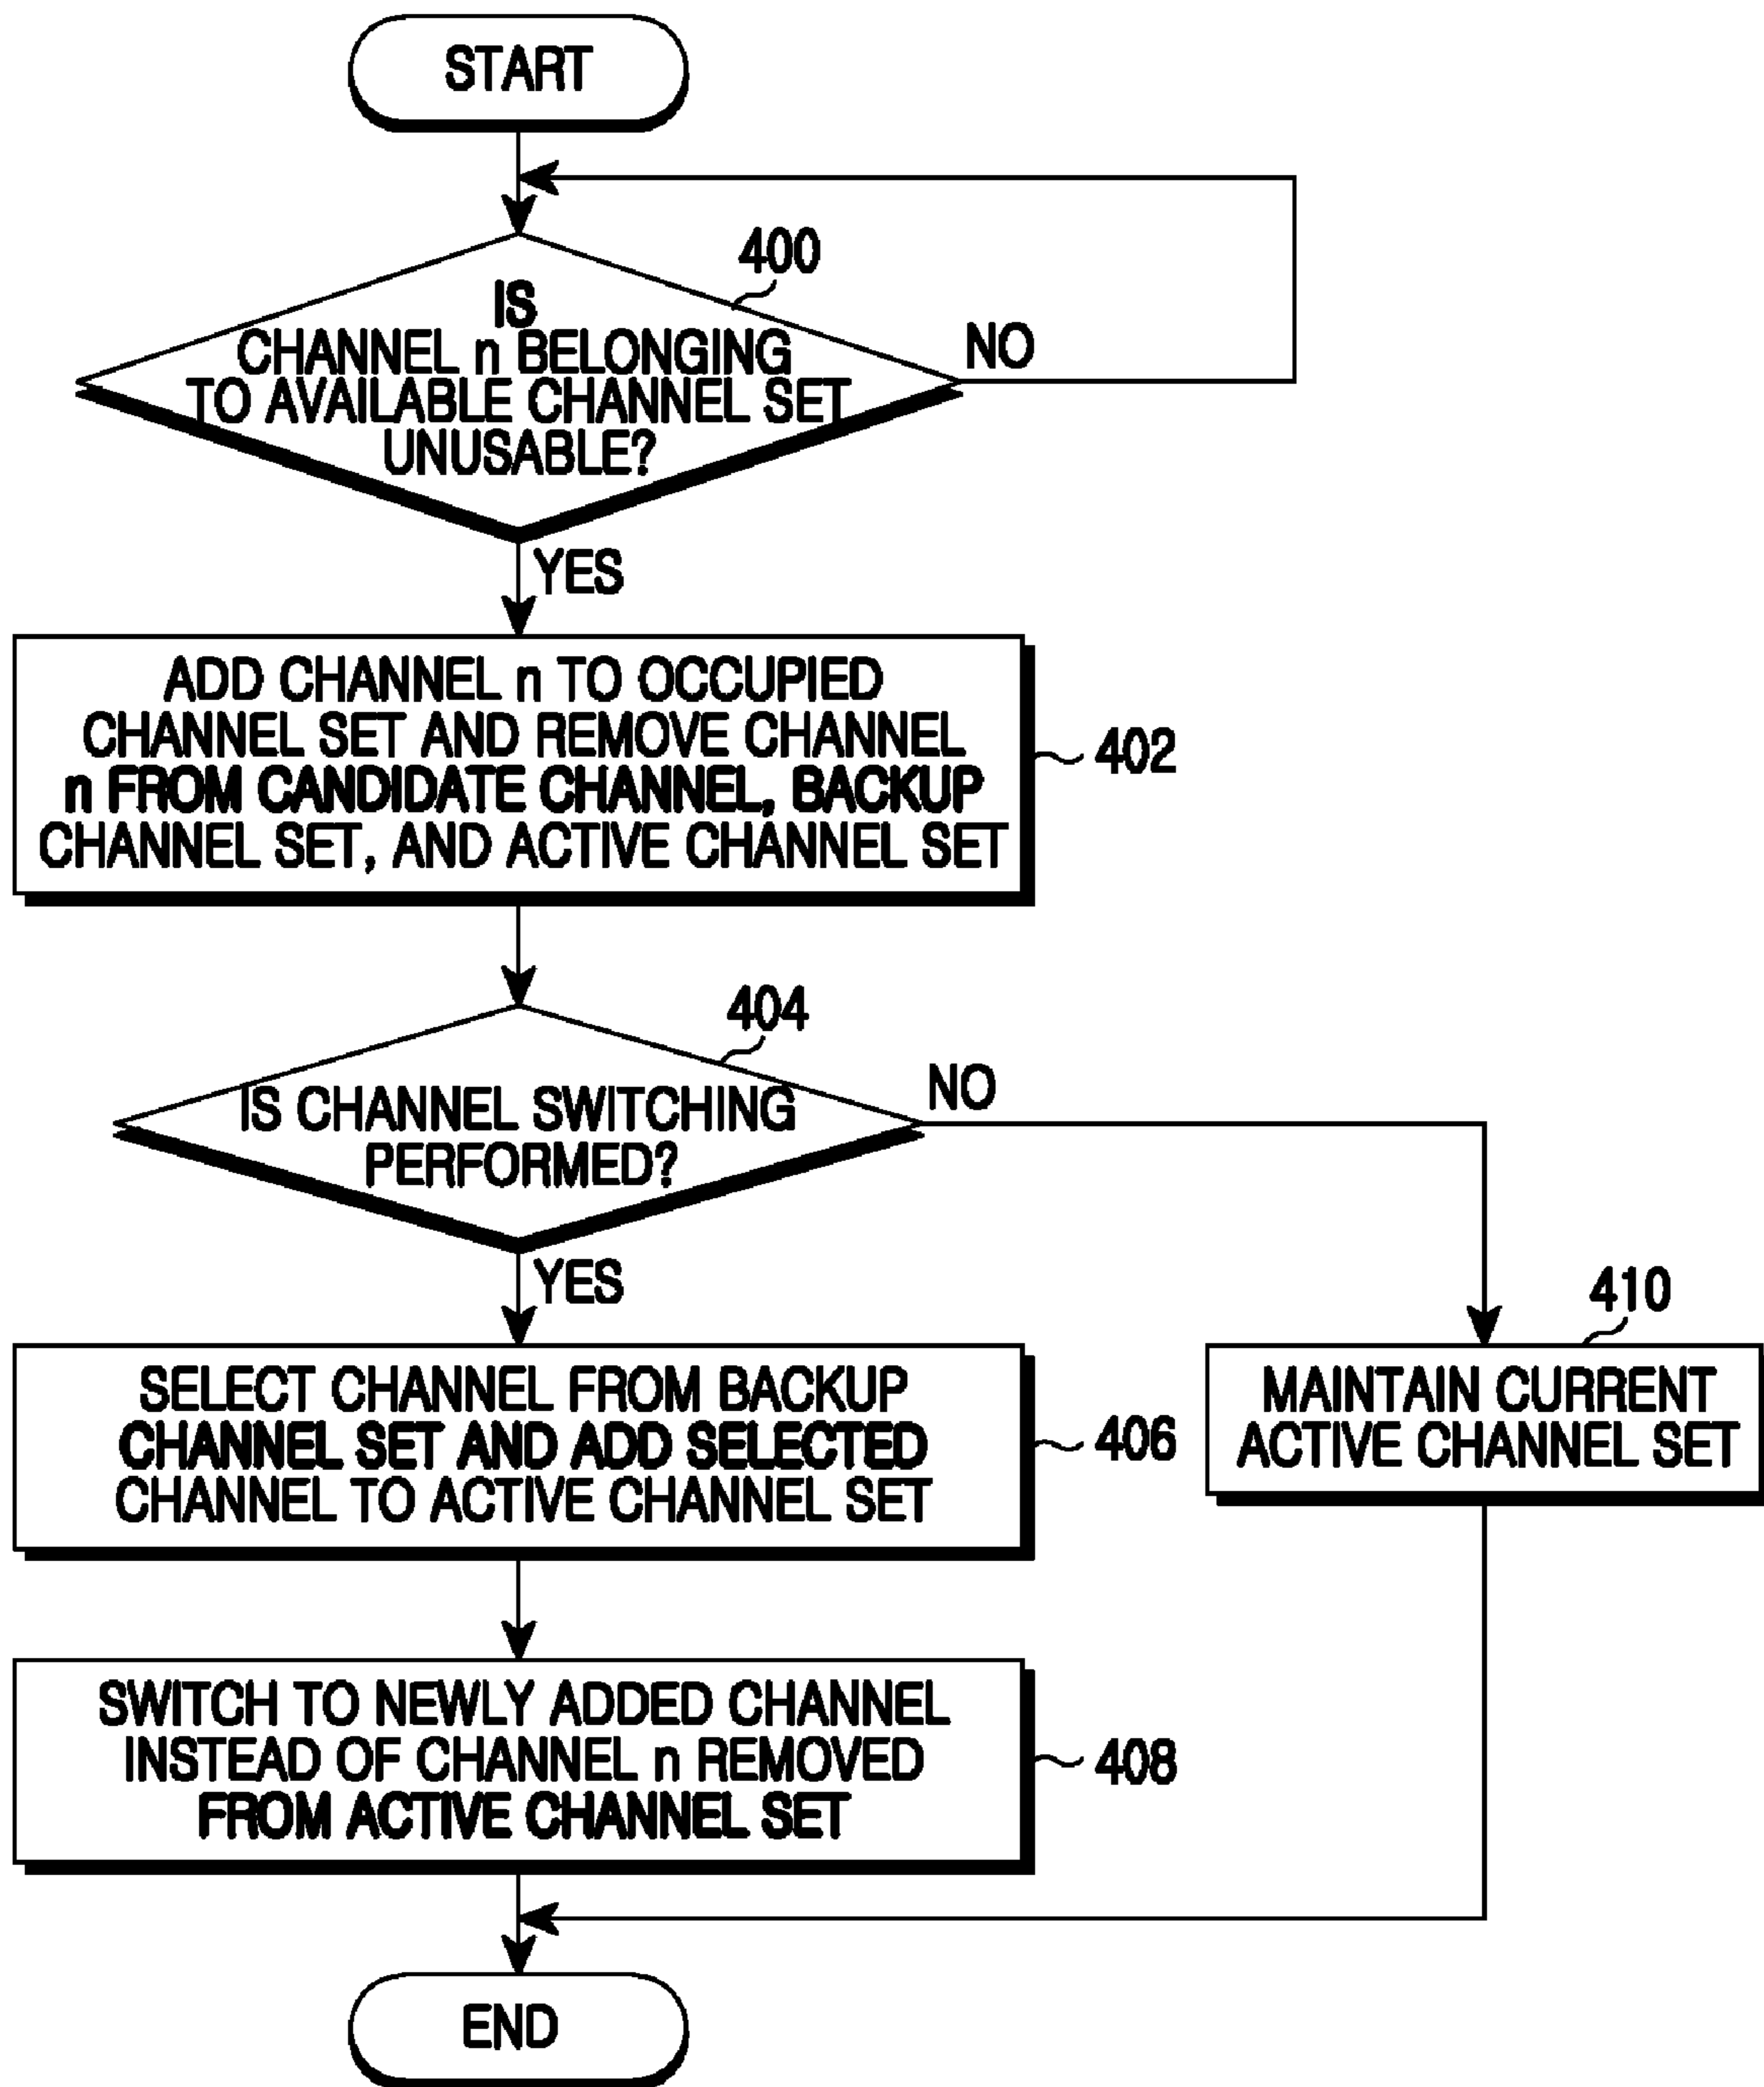 START
400
IS
CHANNEL n BELONGING
TO AVAILABLE CHANNEL SET
UNUSABLE?
NO
YES
ADD CHANNEL n TO OCCUPIED
CHANNEL SET AND REMOVE CHANNEL
n FROM CANDIDATE CHANNEL, BACKUP
CHANNEL SET, AND ACTIVE CHANNEL SET
402
404
IS CHANNEL SWITCHING
PERFORMED?
NO
YES
SELECT CHANNEL FROM BACKUP
CHANNEL SET AND ADD SELECTED
CHANNEL TO ACTIVE CHANNEL SET
406
410
MAINTAIN CURRENT
ACTIVE CHANNEL SET
SWITCH TO NEWLY ADDED CHANNEL
INSTEAD OF CHANNEL n REMOVED
FROM ACTIVE CHANNEL SET
408
END